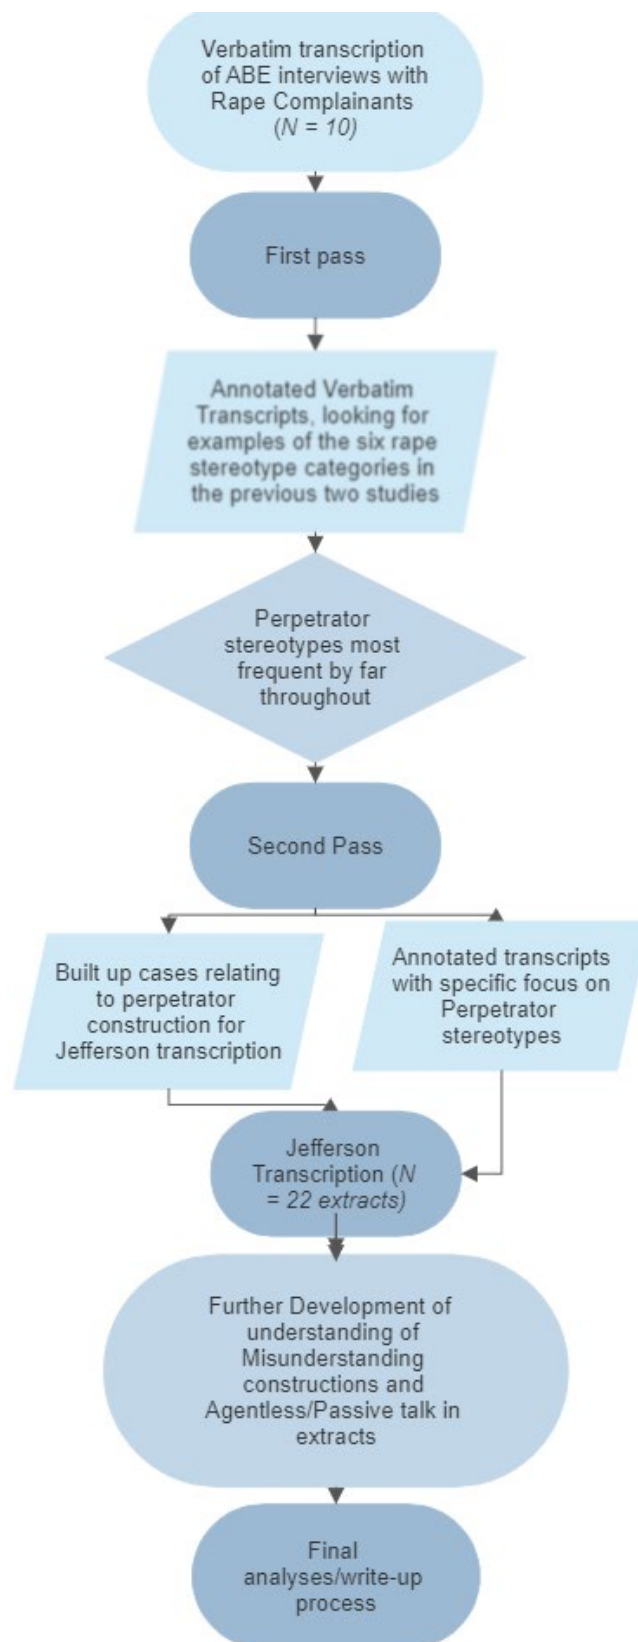 Verbatim transcription
of ABE interviews with
Rape Complainants
(N = 10)
First pass
Annotated Verbatim
Transcripts, looking for
examples of the six rape
stereotype categories in
the previous two studies
Perpetrator
stereotypes most
frequent by far
throughout
Second Pass
Built up cases relating
to perpetrator
construction for
Jefferson transcription
Annotated transcripts
with specific focus on
Perpetrator
stereotypes
Jefferson
Transcription (N
= 22 extracts)
Further Development of
understanding of
Misunderstanding
constructions and
Agentless/Passive talk in
extracts
Final
analyses/write-up
process